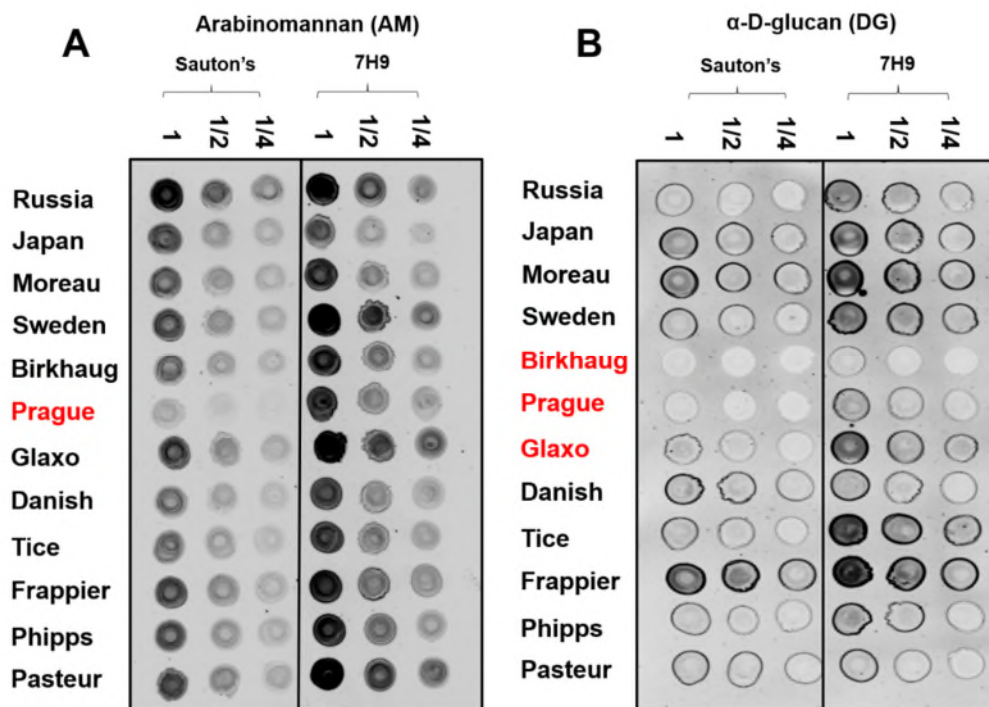 A
Arabinomannan (AM)
Sauton's 7H9
1 1/2 1/4 1 1/2 1/4
Russia
Japan
Moreau
Sweden
Birkhaug
Prague
Glaxo
Danish
Tice
Frappier
Phipps
Pasteur
B
α-D-glucan (DG)
Sauton's 7H9
1 1/2 1/4 1 1/2 1/4
Russia
Japan
Moreau
Sweden
Birkhaug
Prague
Glaxo
Danish
Tice
Frappier
Phipps
Pasteur